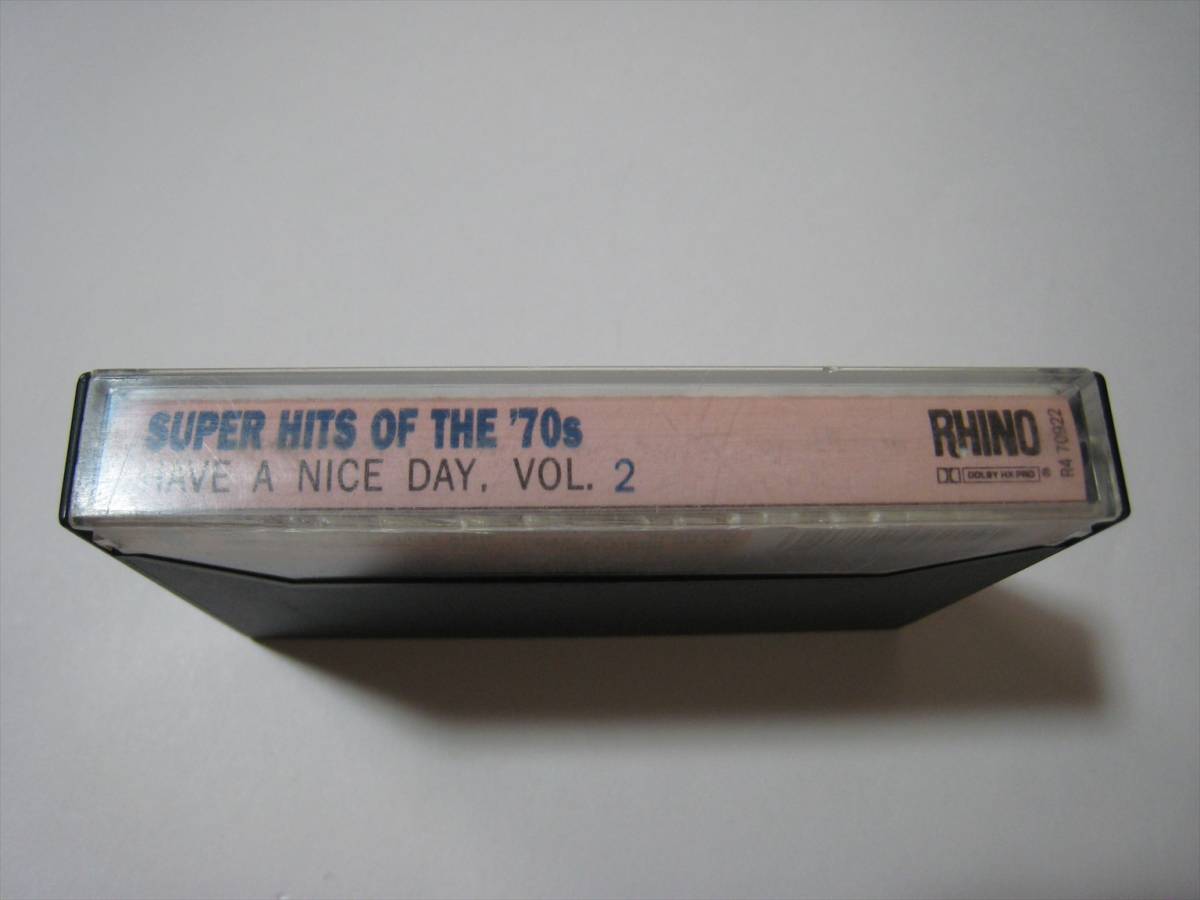 SUPER HITS OF THE '70s
HAVE A NICE DAY, VOL. 2
RHINO
DOLBY HX PRO ®
R4 70922